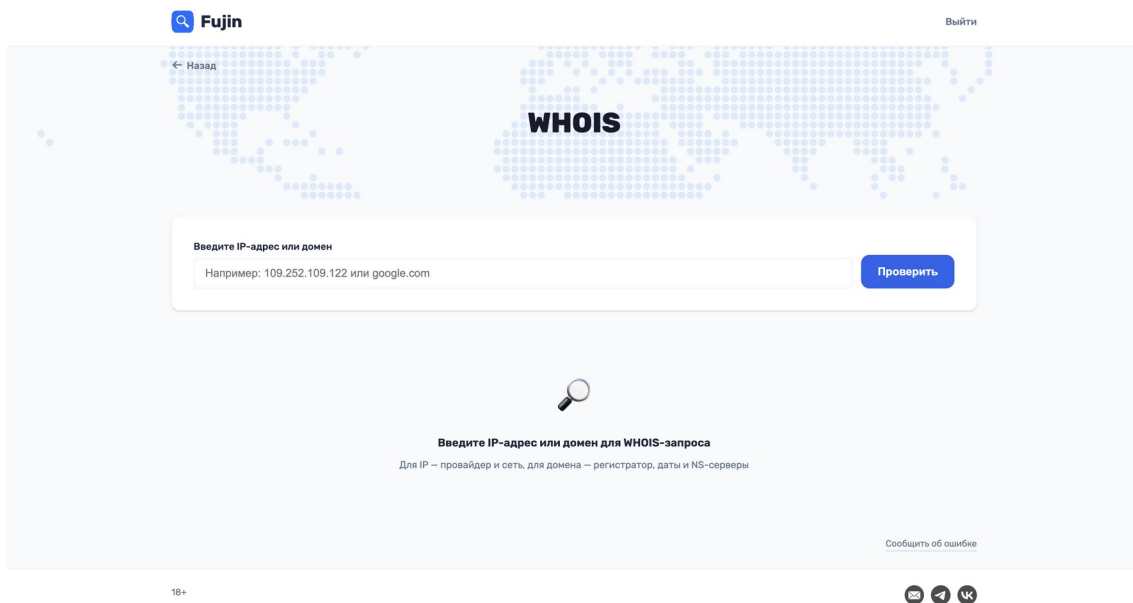 Fujin
Выйти
← Назад
WHOIS
Введите IP-адрес или домен
Например: 109.252.109.122 или google.com
Проверить
Введите IP-адрес или домен для WHOIS-запроса
Для IP — провайдер и сеть, для домена — регистратор, даты и NS-серверы
Сообщить об ошибке
18+